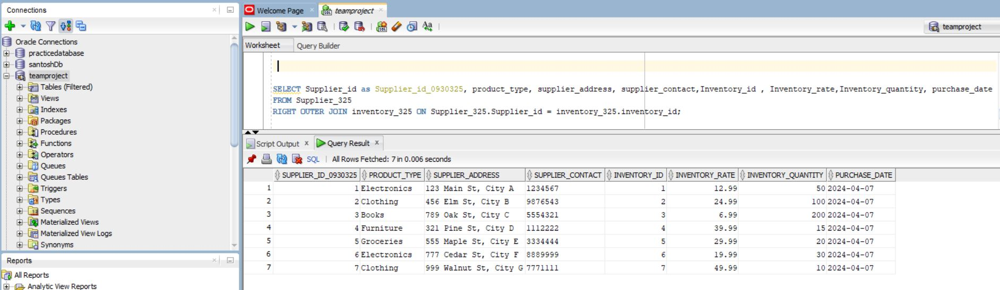 Connections
Oracle Connections
practicedatabase
santoshDb
teamproject
Tables (Filtered)
Views
Indexes
Packages
Procedures
Functions
Operators
Queues
Queues Tables
Triggers
Types
Sequences
Materialized Views
Materialized View Logs
Synonyms
Reports
All Reports
Analytic View Reports
Welcome Page
teamproject
teamproject
Worksheet
Query Builder
SELECT Supplier_id as Supplier_id_0930325, product_type, supplier_address, supplier_contact,Inventory_id , Inventory_rate,Inventory_quantity, purchase_date
FROM Supplier_325
RIGHT OUTER JOIN inventory_325 ON Supplier_325.Supplier_id = inventory_325.inventory_id;
Script Output x Query Result x
SQL | All Rows Fetched: 7 in 0.006 seconds
SUPPLIER_ID_0930325 PRODUCT_TYPE SUPPLIER_ADDRESS SUPPLIER_CONTACT INVENTORY_ID INVENTORY_RATE INVENTORY_QUANTITY PURCHASE_DATE
1 1 Electronics 123 Main St, City A 1234567 1 12.99 50 2024-04-07
2 2 Clothing 456 Elm St, City B 9876543 2 24.99 100 2024-04-07
3 3 Books 789 Oak St, City C 5554321 3 6.99 200 2024-04-07
4 4 Furniture 321 Pine St, City D 1112222 4 39.99 15 2024-04-07
5 5 Groceries 555 Maple St, City E 3334444 5 29.99 20 2024-04-07
6 6 Electronics 777 Cedar St, City F 8889999 6 19.99 30 2024-04-07
7 7 Clothing 999 Walnut St, City G 7771111 7 49.99 10 2024-04-07